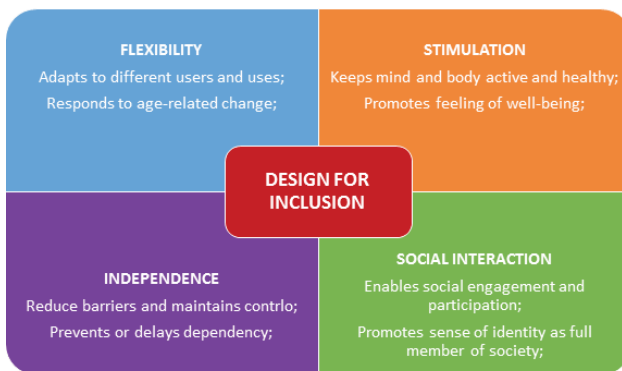 FLEXIBILITY
Adapts to different users and uses;
Responds to age-related change;
STIMULATION
Keeps mind and body active and healthy;
Promotes feeling of well-being;
DESIGN FOR
INCLUSION
INDEPENDENCE
Reduce barriers and maintains contrlo;
Prevents or delays dependency;
SOCIAL INTERACTION
Enables social engagement and
participation;
Promotes sense of identity as full
member of society;